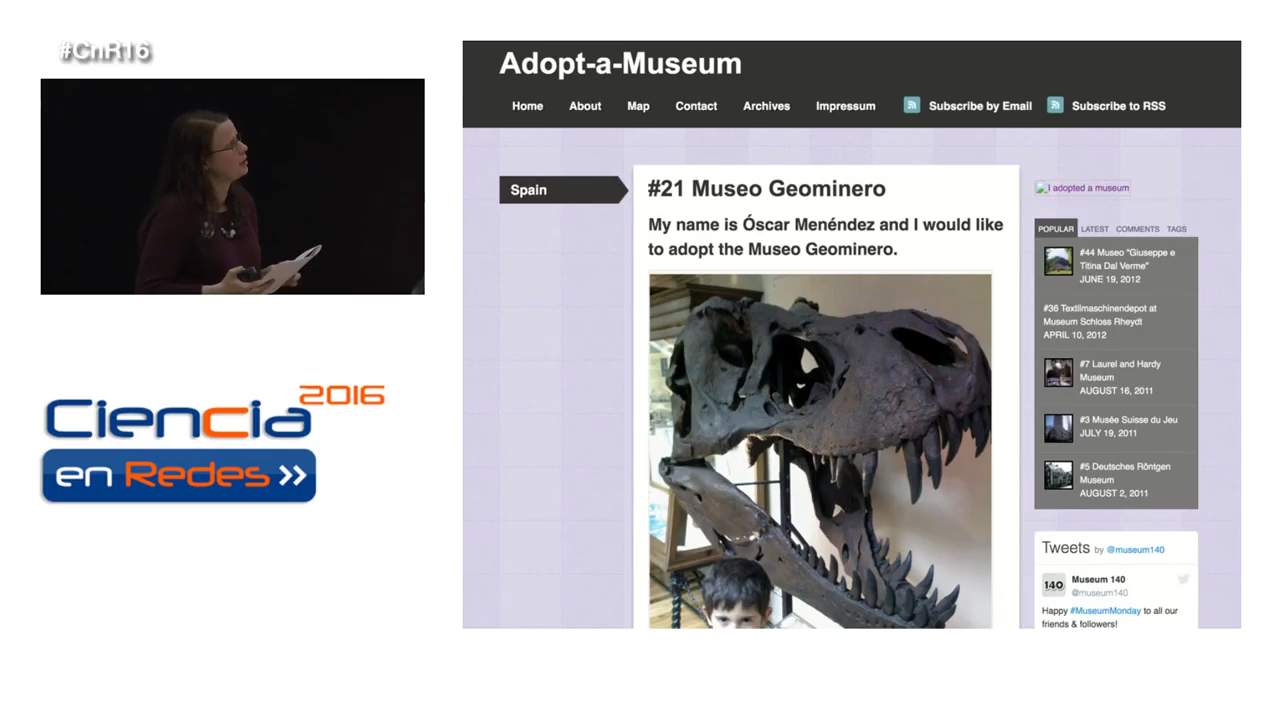 #CnR16
Ciencia
2016
en Redes >>
Adopt-a-Museum
Home
About
Map
Contact
Archives
Impressum
Subscribe by Email
Subscribe to RSS
Spain
#21 Museo Geominero
My name is Óscar Menéndez and I would like
to adopt the Museo Geominero.
I adopted a museum
POPULAR
LATEST
COMMENTS
TAGS
#44 Museo "Giuseppe e
Titina Dal Verme"
JUNE 19, 2012
#36 Textilmaschinendepot at
Museum Schloss Rheydt
APRIL 10, 2012
#7 Laurel and Hardy
Museum
AUGUST 16, 2011
#3 Musée Suisse du Jeu
JULY 19, 2011
#5 Deutsches Röntgen
Museum
AUGUST 2, 2011
Tweets by @museum140
140
Museum 140
@museum140
Happy #MuseumMonday to all our
friends & followers!